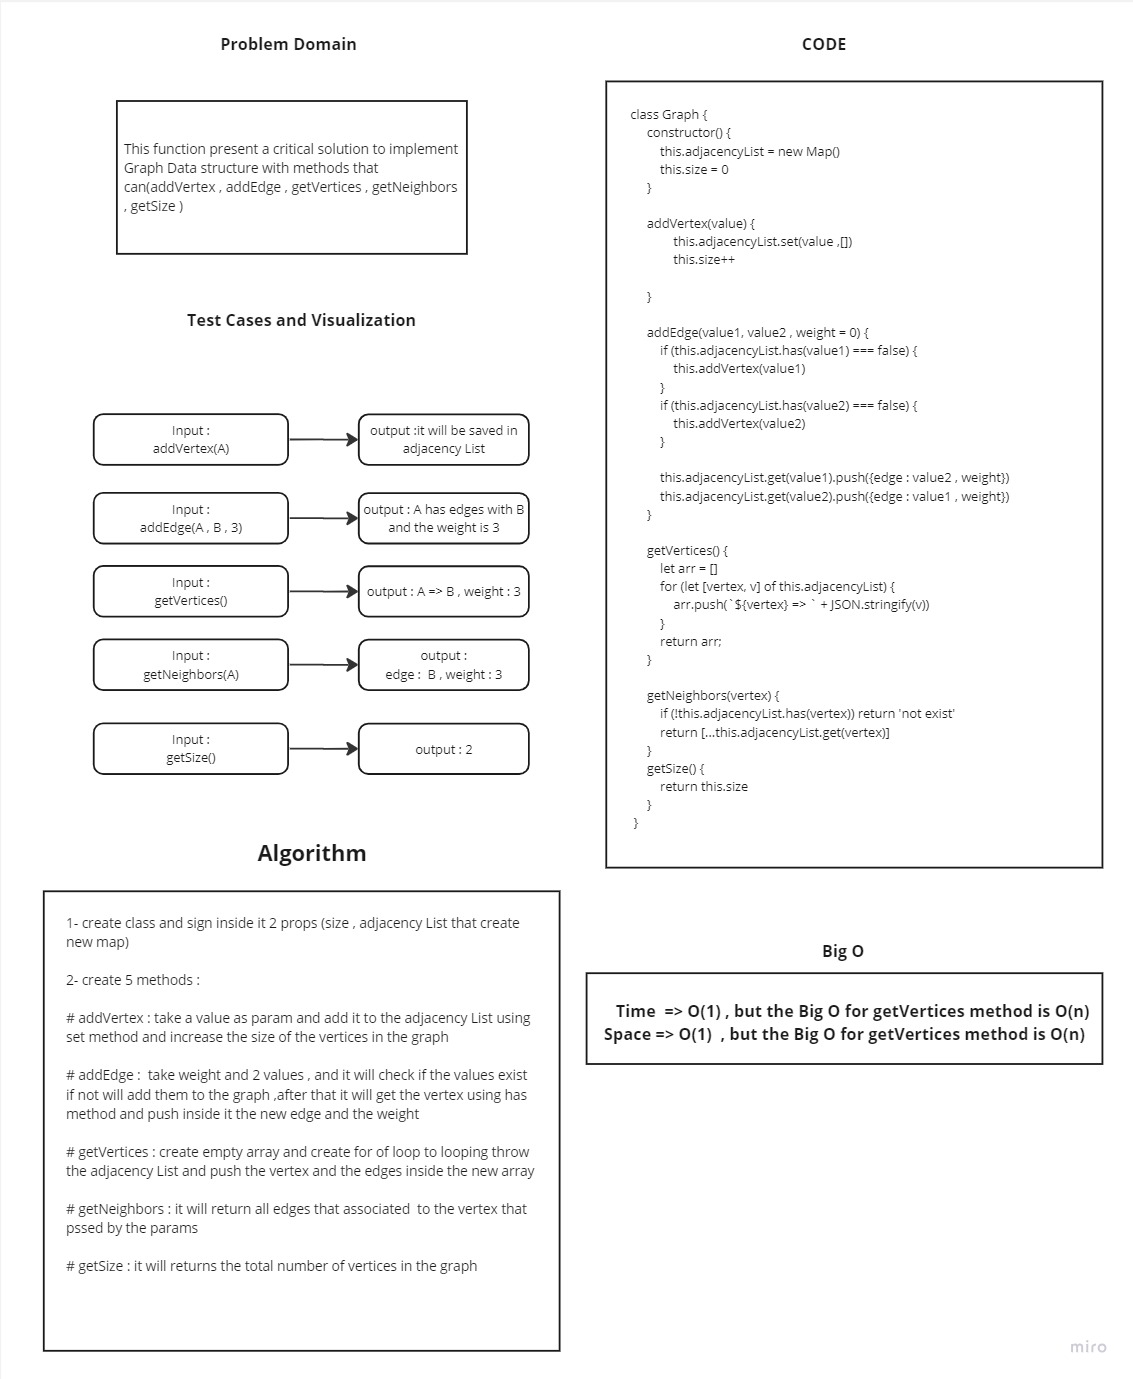 Problem Domain
This function present a critical solution to implement
Graph Data structure with methods that
can(addVertex , addEdge , getVertices , getNeighbors
, getSize )
Test Cases and Visualization
Input :
addVertex(A)
output :it will be saved in
adjacency List
Input :
addEdge(A , B , 3)
output : A has edges with B
and the weight is 3
Input :
getVertices()
output : A => B , weight : 3
Input :
getNeighbors(A)
output :
edge :  B , weight : 3
Input :
getSize()
output : 2
Algorithm
1- create class and sign inside it 2 props (size , adjacency List that create
new map)
2- create 5 methods :
# addVertex : take a value as param and add it to the adjacency List using
set method and increase the size of the vertices in the graph
# addEdge :  take weight and 2 values , and it will check if the values exist
if not will add them to the graph ,after that it will get the vertex using has
method and push inside it the new edge and the weight
# getVertices : create empty array and create for of loop to looping throw
the adjacency List and push the vertex and the edges inside the new array
# getNeighbors : it will return all edges that associated  to the vertex that
pssed by the params
# getSize : it will returns the total number of vertices in the graph
CODE
class Graph {
constructor() {
this.adjacencyList = new Map()
this.size = 0
}
addVertex(value) {
this.adjacencyList.set(value ,[])
this.size++
}
addEdge(value1, value2 , weight = 0) {
if (this.adjacencyList.has(value1) === false) {
this.addVertex(value1)
}
if (this.adjacencyList.has(value2) === false) {
this.addVertex(value2)
}
this.adjacencyList.get(value1).push({edge : value2 , weight})
this.adjacencyList.get(value2).push({edge : value1 , weight})
}
getVertices() {
let arr = []
for (let [vertex, v] of this.adjacencyList) {
arr.push(`${vertex} => ` + JSON.stringify(v))
}
return arr;
}
getNeighbors(vertex) {
if (!this.adjacencyList.has(vertex)) return 'not exist'
return [...this.adjacencyList.get(vertex)]
}
getSize() {
return this.size
}
}
Big O
Time  => O(1) , but the Big O for getVertices method is O(n)
Space => O(1)  , but the Big O for getVertices method is O(n)
miro